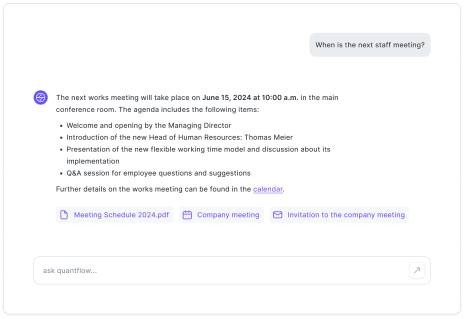 When is the next staff meeting?
The next works meeting will take place on June 15, 2024 at 10:00 a.m. in the main
conference room. The agenda includes the following items:
• Welcome and opening by the Managing Director
• Introduction of the new Head of Human Resources: Thomas Meier
• Presentation of the new flexible working time model and discussion about its
implementation
• Q&A session for employee questions and suggestions
Further details on the works meeting can be found in the calendar.
Meeting Schedule 2024.pdf Company meeting Invitation to the company meeting
ask quantflow...